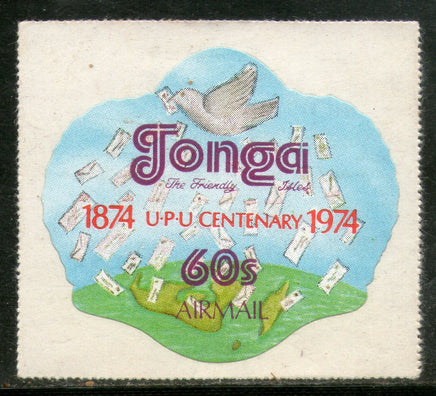 Tonga
The Friendly Isles
1874 U·P·U CENTENARY 1974
60s
AIRMAIL